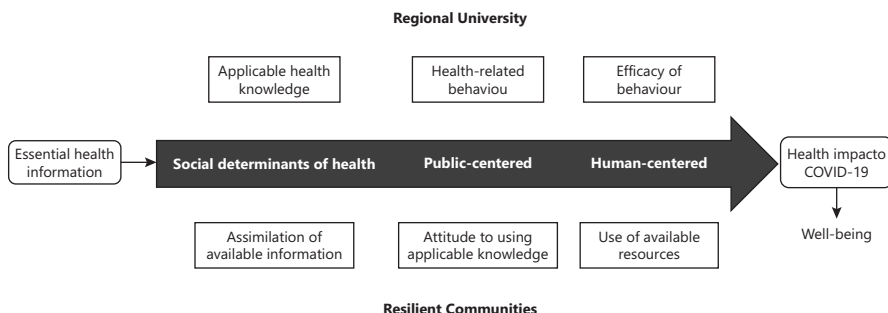 Regional University
Applicable health
knowledge
Health-related
behaviou
Efficacy of
behaviour
Essential health
information
Social determinants of health
Public-centered
Human-centered
Health impacto
COVID-19
Well-being
Assimilation of
available information
Attitude to using
applicable knowledge
Use of available
resources
Resilient Communities